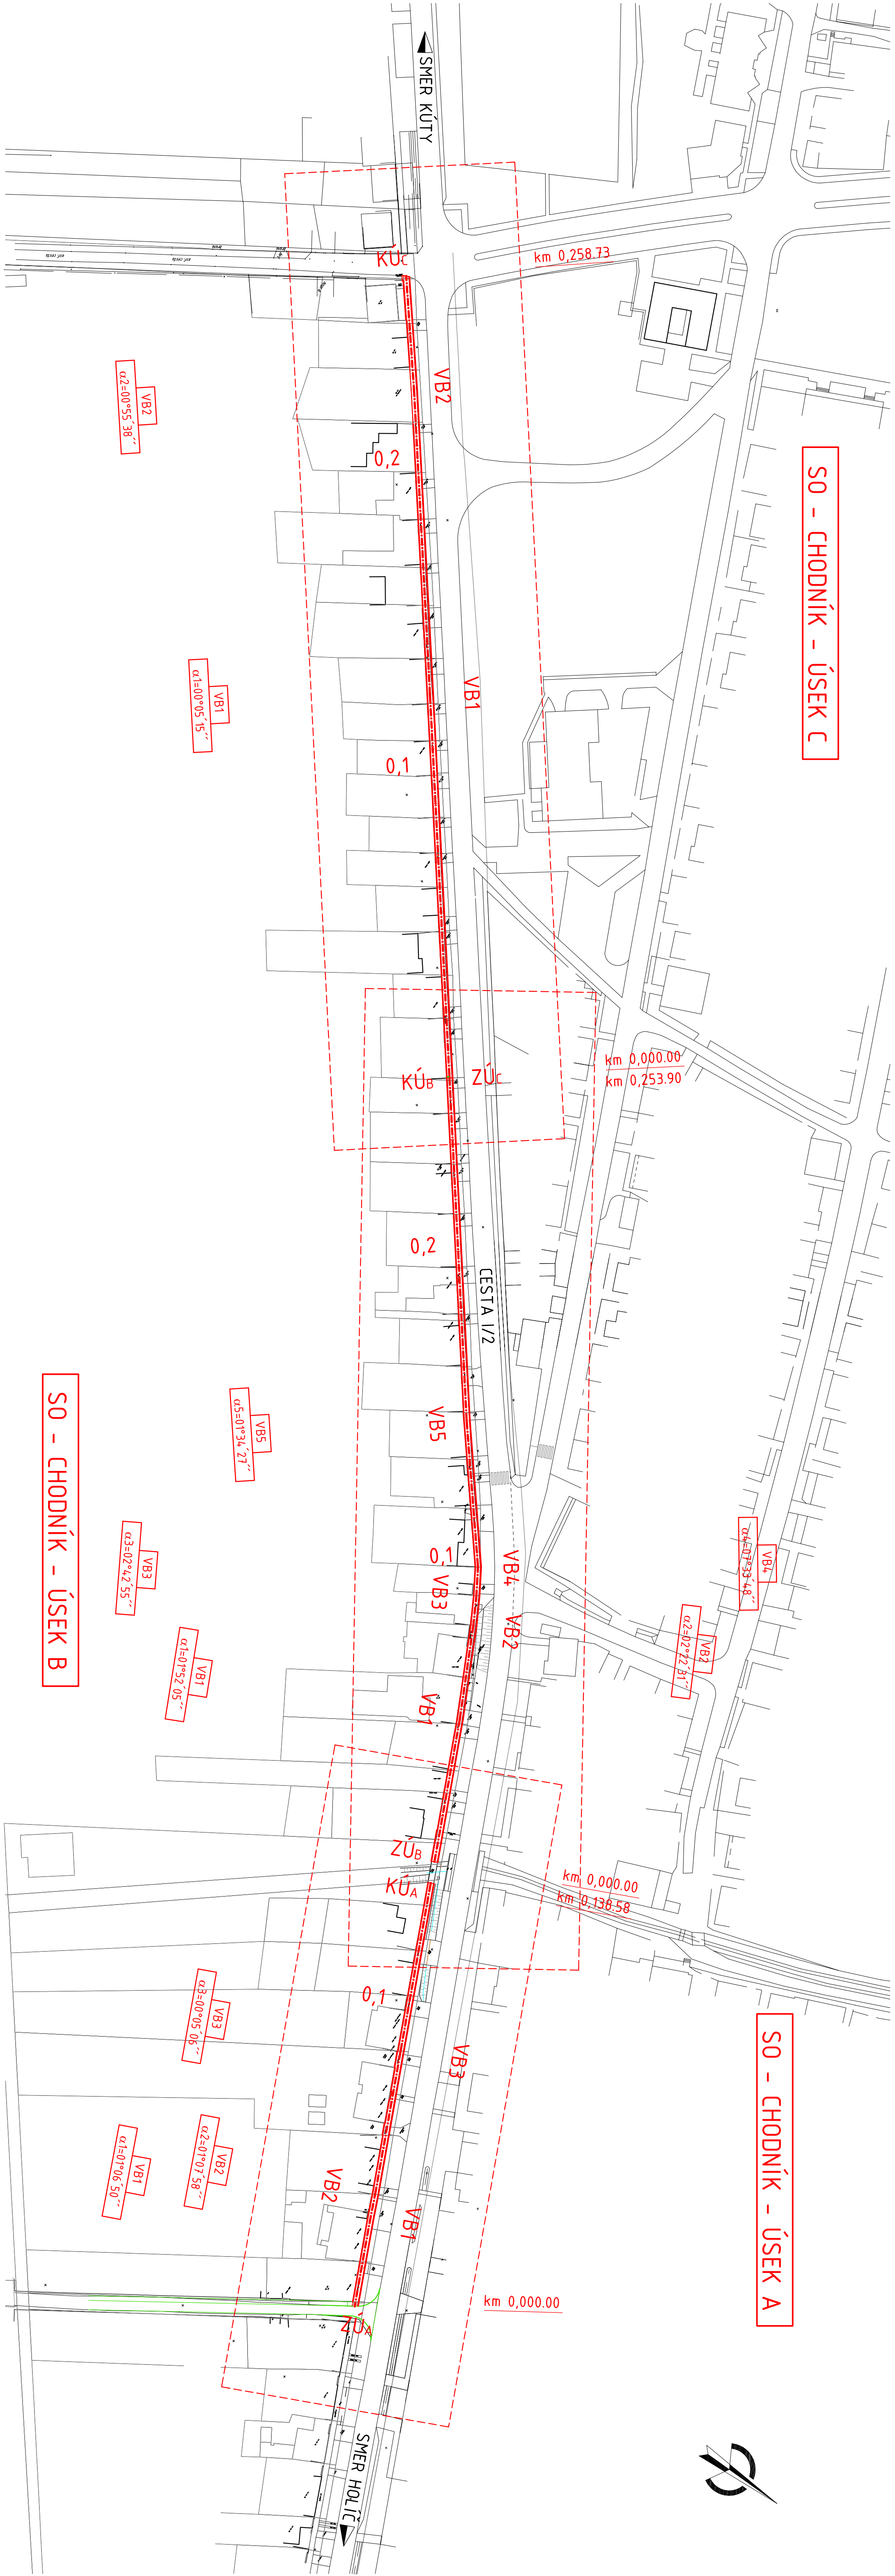 SMER KÚTY
KÚC
km 0,258.73
VB2
VB2
α2=00°55´38´´
0,2
SO - CHODNÍK - ÚSEK C
VB1
VB1
α1=00°05´15´´
0,1
km 0,000.00
km 0,253.90
KÚB
ZÚC
0,2
CESTA I/2
VB5
VB5
α5=01°34´27´´
SO - CHODNÍK - ÚSEK B
0,1
VB4
VB3
VB2
VB3
α3=02°42´55´´
VB4
VB2
α2=02°22´31´´
VB1
α1=01°52´05´´
VB1
ZÚB
KÚA
km 0,000.00
km 0,138.58
0,1
VB3
VB3
α3=00°05´06´´
SO - CHODNÍK - ÚSEK A
VB2
α2=01°07´58´´
VB1
α1=01°06´50´´
VB2
VB1
km 0,000.00
ZÚA
SMER HOLÍČ